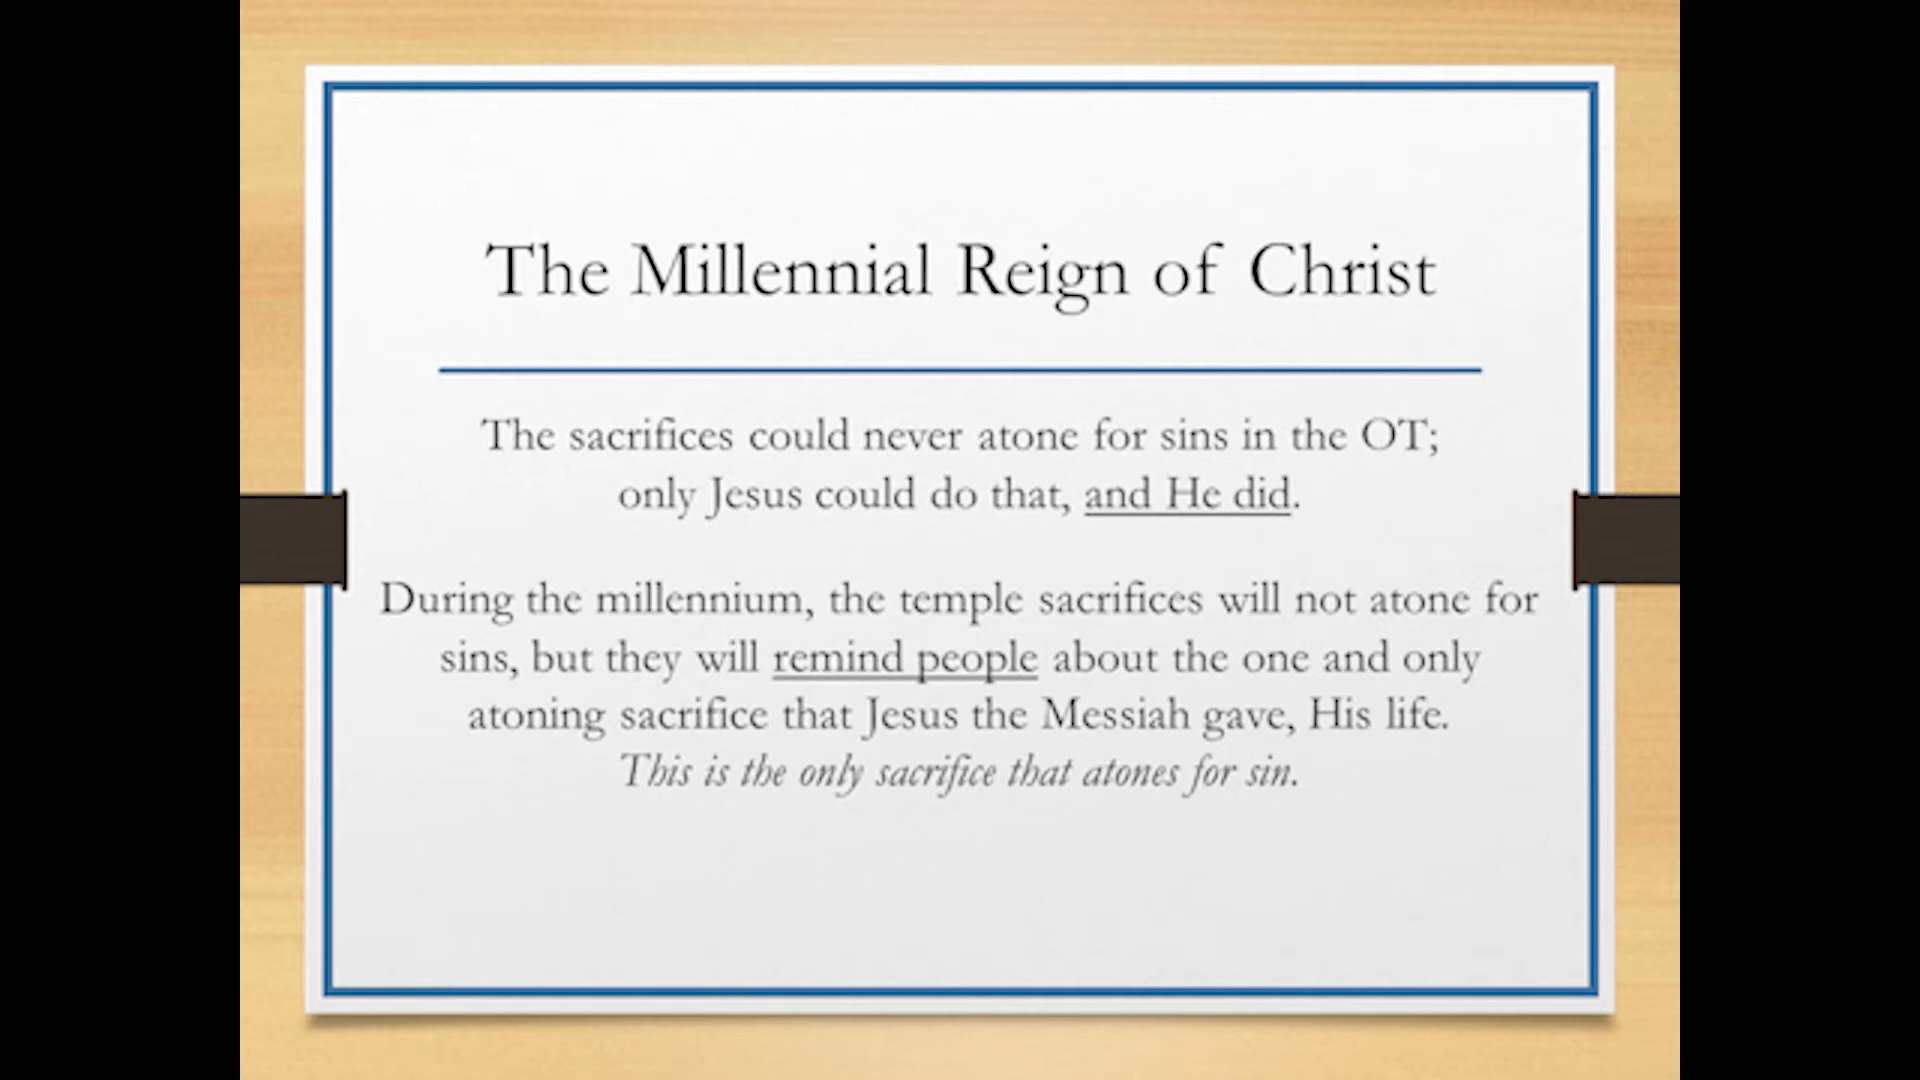 The Millennial Reign of Christ
The sacrifices could never atone for sins in the OT;
only Jesus could do that, and He did.
During the millennium, the temple sacrifices will not atone for
sins, but they will remind people about the one and only
atoning sacrifice that Jesus the Messiah gave, His life.
This is the only sacrifice that atones for sin.